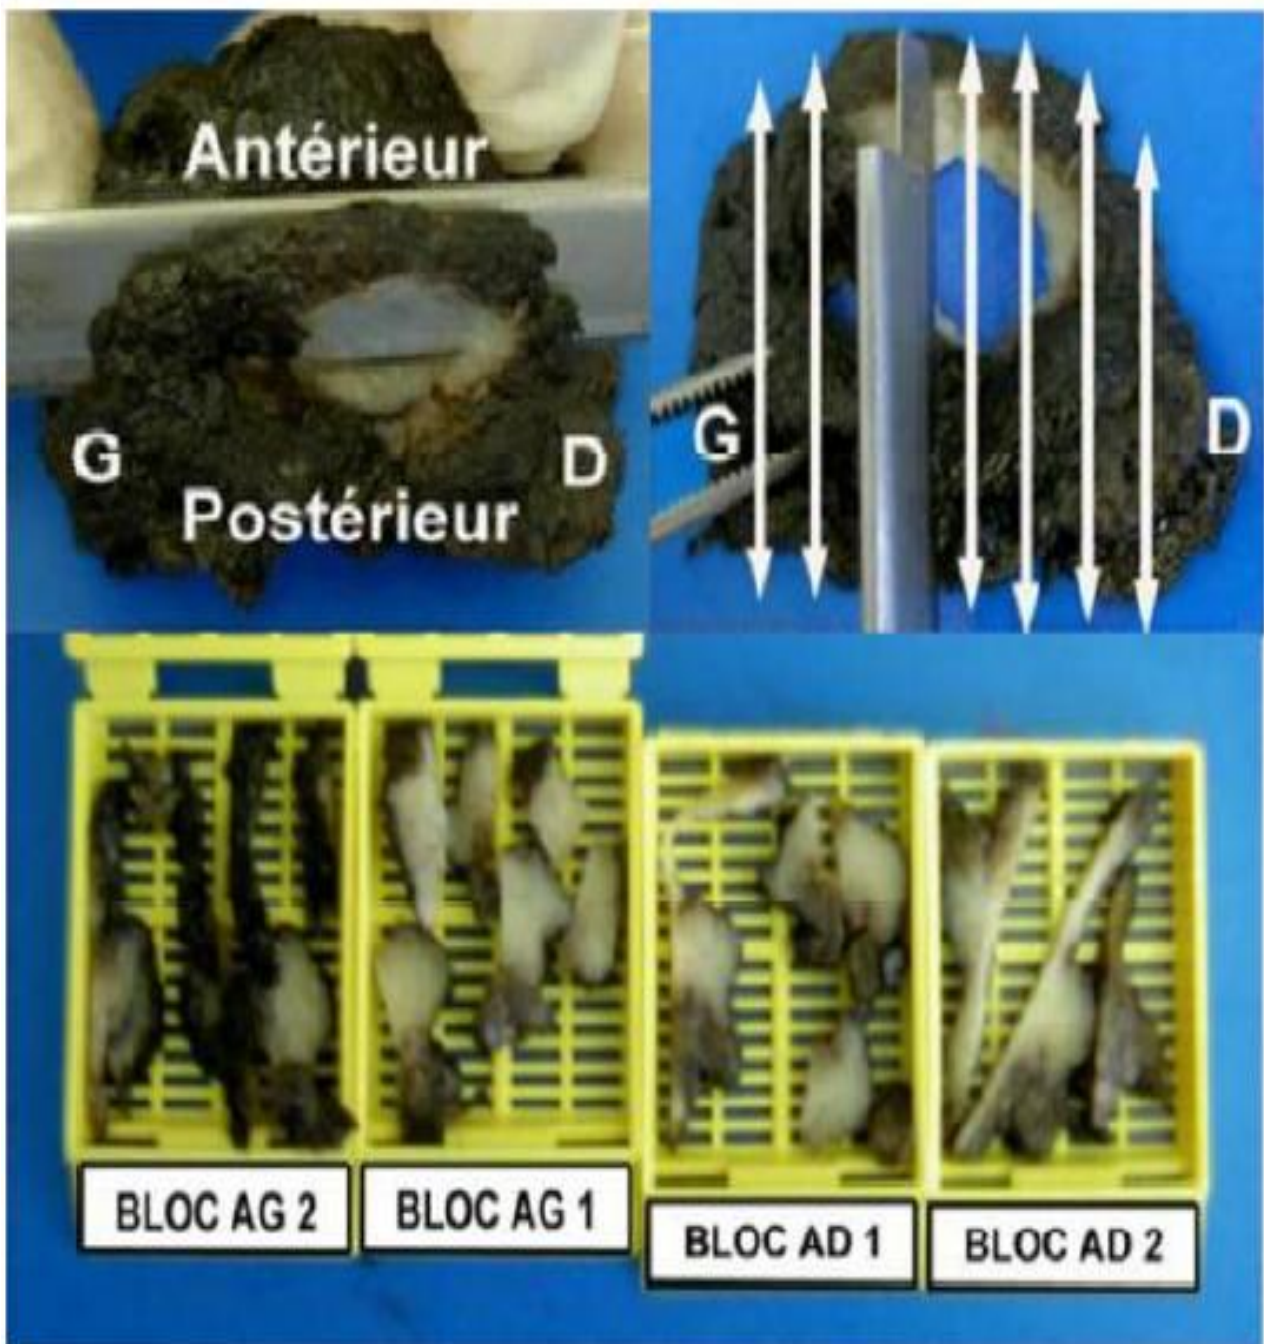 Antérieur
G
D
Postérieur
G
D
BLOC AG 2
BLOC AG 1
BLOC AD 1
BLOC AD 2